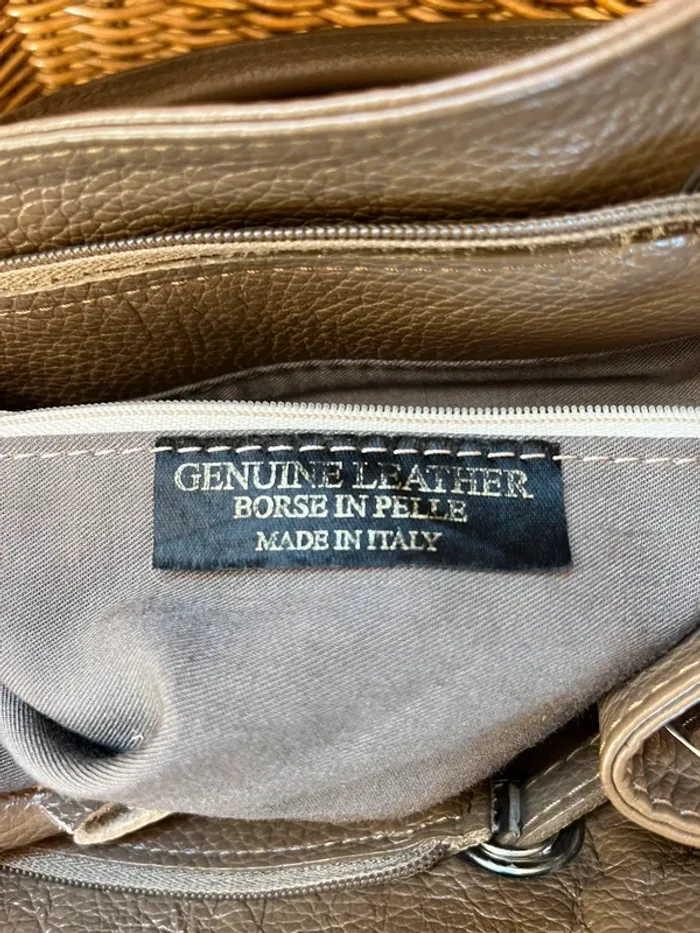 GENUINE LEATHER
BORSE IN PELLE
MADE IN ITALY